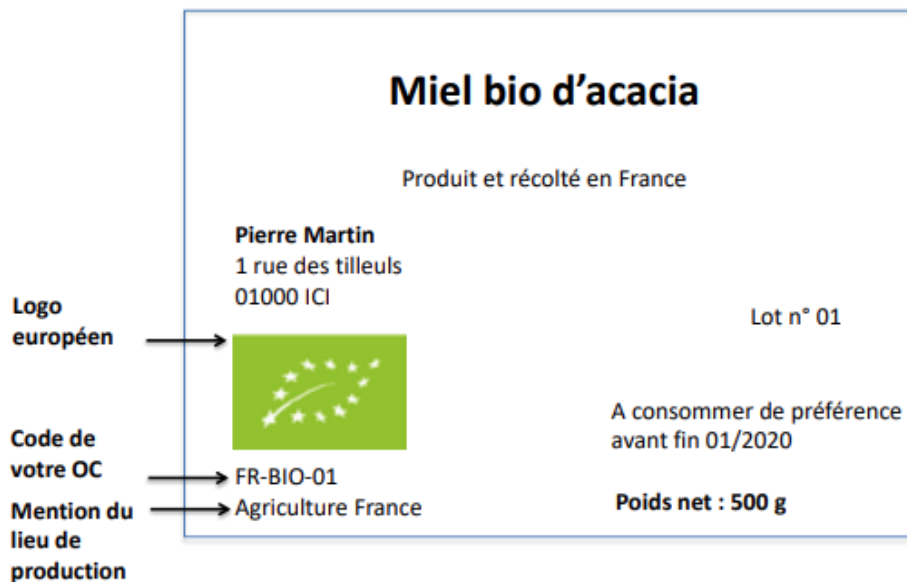 Miel bio d’acacia
Produit et récolté en France
Pierre Martin
1 rue des tilleuls
01000 ICI
Logo
européen
Lot n° 01
A consommer de préférence
avant fin 01/2020
Code de
votre OC
FR-BIO-01
Mention du
lieu de
production
Agriculture France
Poids net : 500 g